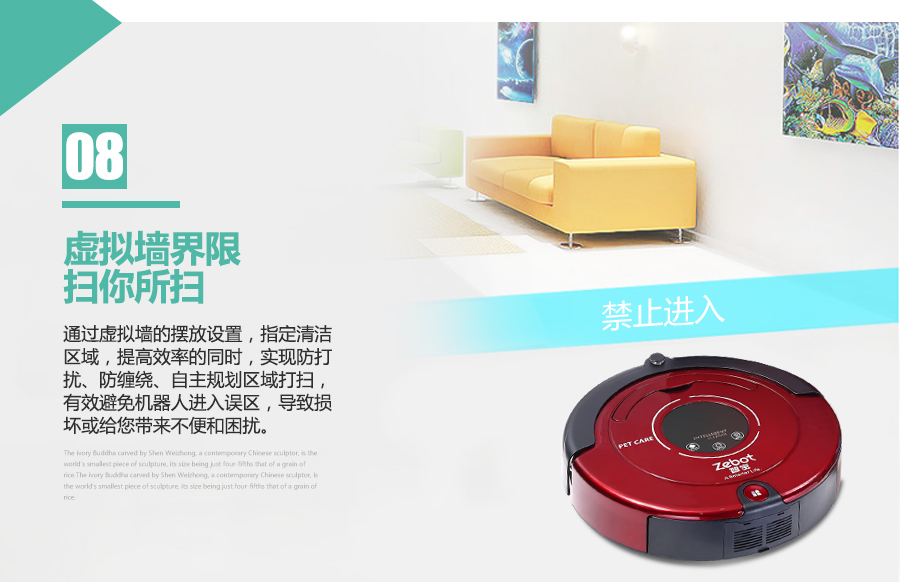 08
虚拟墙界限
扫你所扫
通过虚拟墙的摆放设置，指定清洁
区域，提高效率的同时，实现防打
扰、防缠绕、自主规划区域打扫，
有效避免机器人进入误区，导致损
坏或给您带来不便和困扰。
The ivory Buddha carved by Shen Weizhong, a contemporary Chinese sculptor, is the
world's smallest piece of sculpture, its size being just four-fifths that of a grain of
rice.The ivory Buddha carved by Shen Weizhong, a contemporary Chinese sculptor, is
the world's smallest piece of sculpture, its size being just four-fifths that of a grain of
rice.
禁止进入
INTELLIGENT
PET CARE
Zebot
智宝
A Better Life